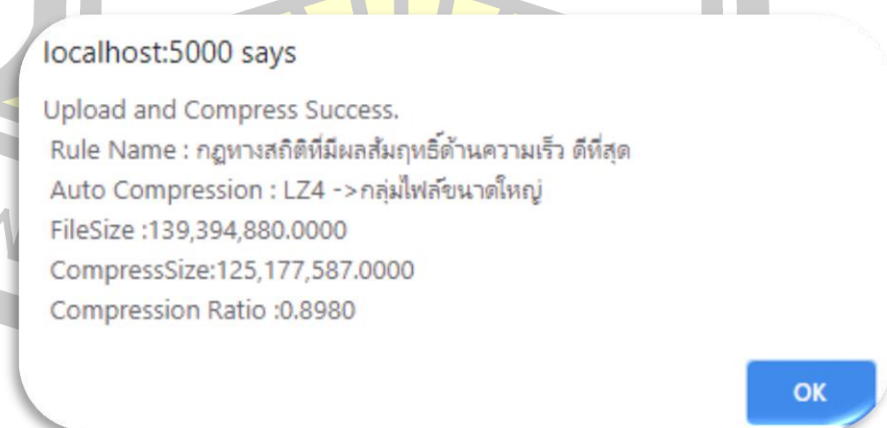 localhost:5000 says
Upload and Compress Success.
Rule Name : กฎทางสถิติที่มีผลสัมฤทธิ์ด้านความเร็ว ดีที่สุด
Auto Compression : LZ4 ->กลุ่มไฟล์ขนาดใหญ่
FileSize :139,394,880.0000
CompressSize:125,177,587.0000
Compression Ratio :0.8980
OK